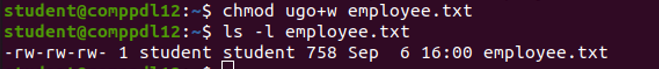 student@comppdl12:~$ chmod ugo+w employee.txt
student@comppdl12:~$ ls -l employee.txt
-rw-rw-rw- 1 student student 758 Sep  6 16:00 employee.txt